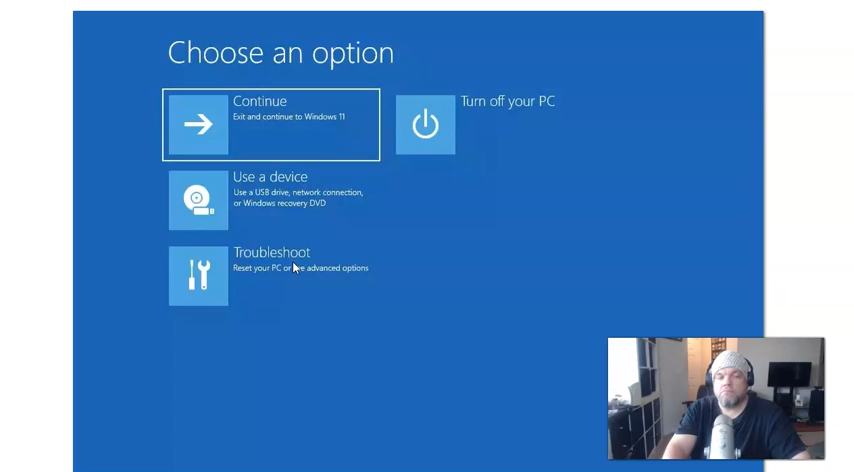 Choose an option
Continue
Exit and continue to Windows 11
Turn off your PC
Use a device
Use a USB drive, network connection,
or Windows recovery DVD
Troubleshoot
Reset your PC or advanced options